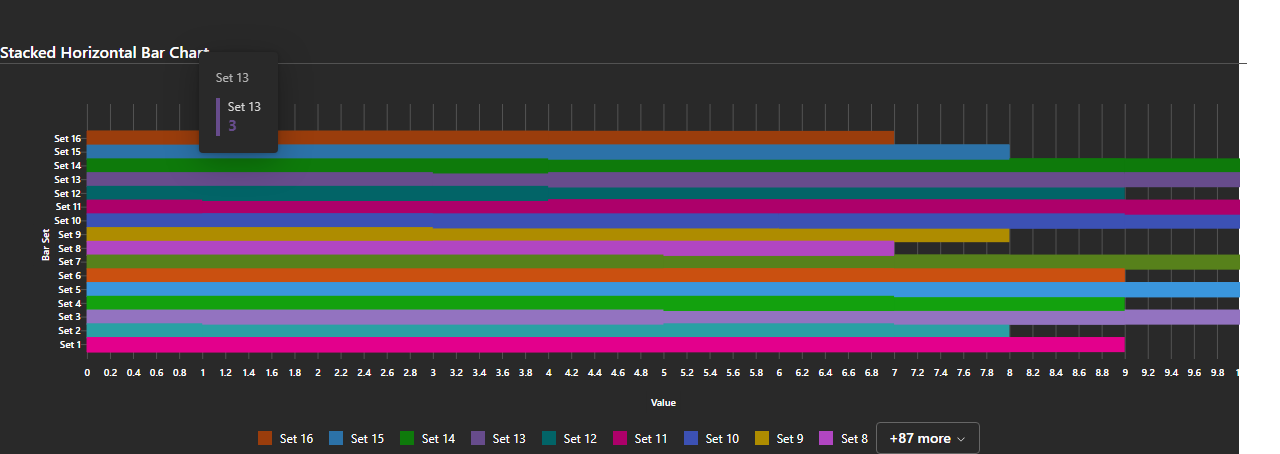 Stacked Horizontal Bar Chart
Set 13
Set 13
3
Set 16
Set 15
Set 14
Set 13
Set 12
Set 11
Set 10
Set 9
Set 8
Set 7
Set 6
Set 5
Set 4
Set 3
Set 2
Set 1
Bar Set
0 0.2 0.4 0.6 0.8 1 1.2 1.4 1.6 1.8 2 2.2 2.4 2.6 2.8 3 3.2 3.4 3.6 3.8 4 4.2 4.4 4.6 4.8 5 5.2 5.4 5.6 5.8 6 6.2 6.4 6.6 6.8 7 7.2 7.4 7.6 7.8 8 8.2 8.4 8.6 8.8 9 9.2 9.4 9.6 9.8
Value
Set 16 Set 15 Set 14 Set 13 Set 12 Set 11 Set 10 Set 9 Set 8 +87 more